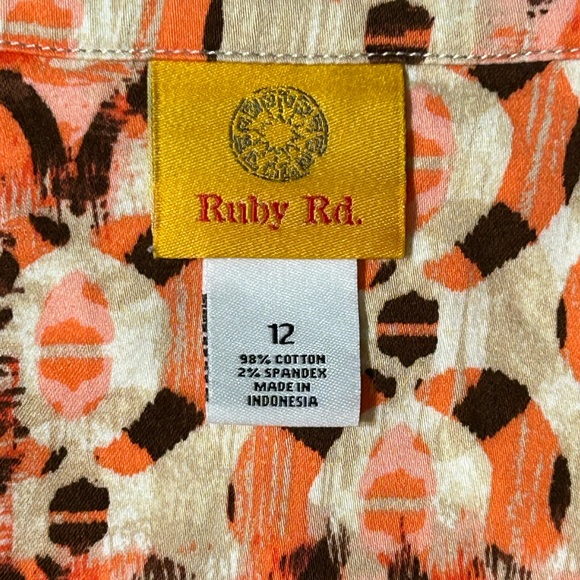 Ruby Rd.
12
98% COTTON
2% SPANDEX
MADE IN
INDONESIA